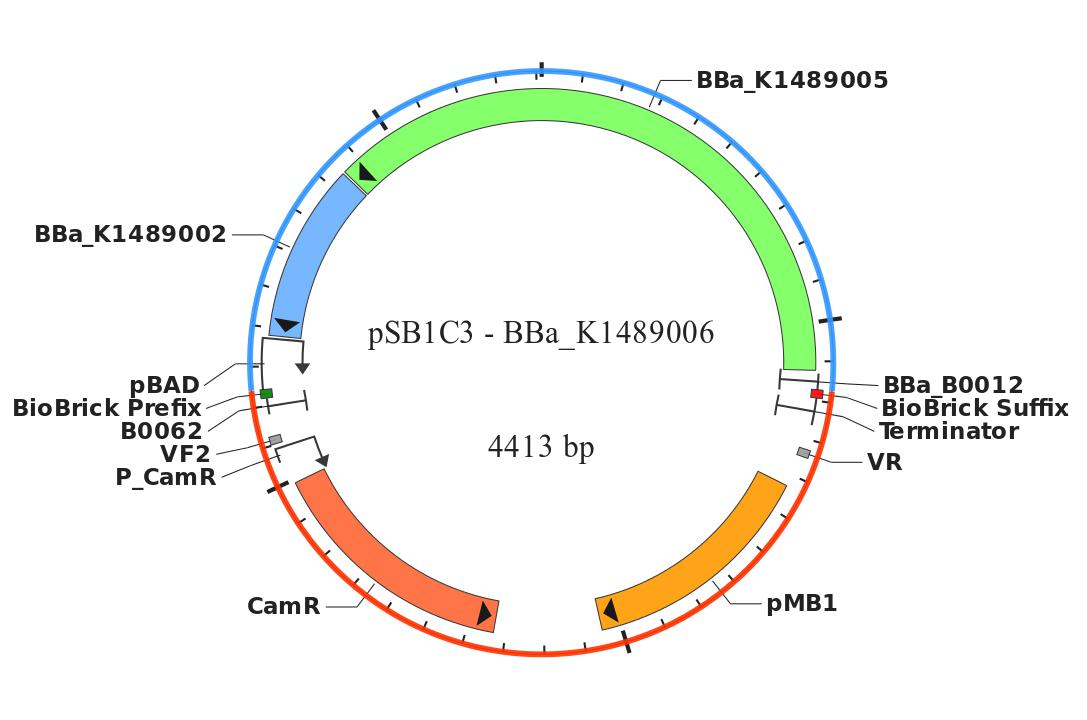 BBa_K1489005
BBa_K1489002
pSB1C3 - BBa_K1489006
pBAD
BBa_B0012
BioBrick Prefix
BioBrick Suffix
B0062
Terminator
4413 bp
VF2
VR
P_CamR
CamR
pMB1